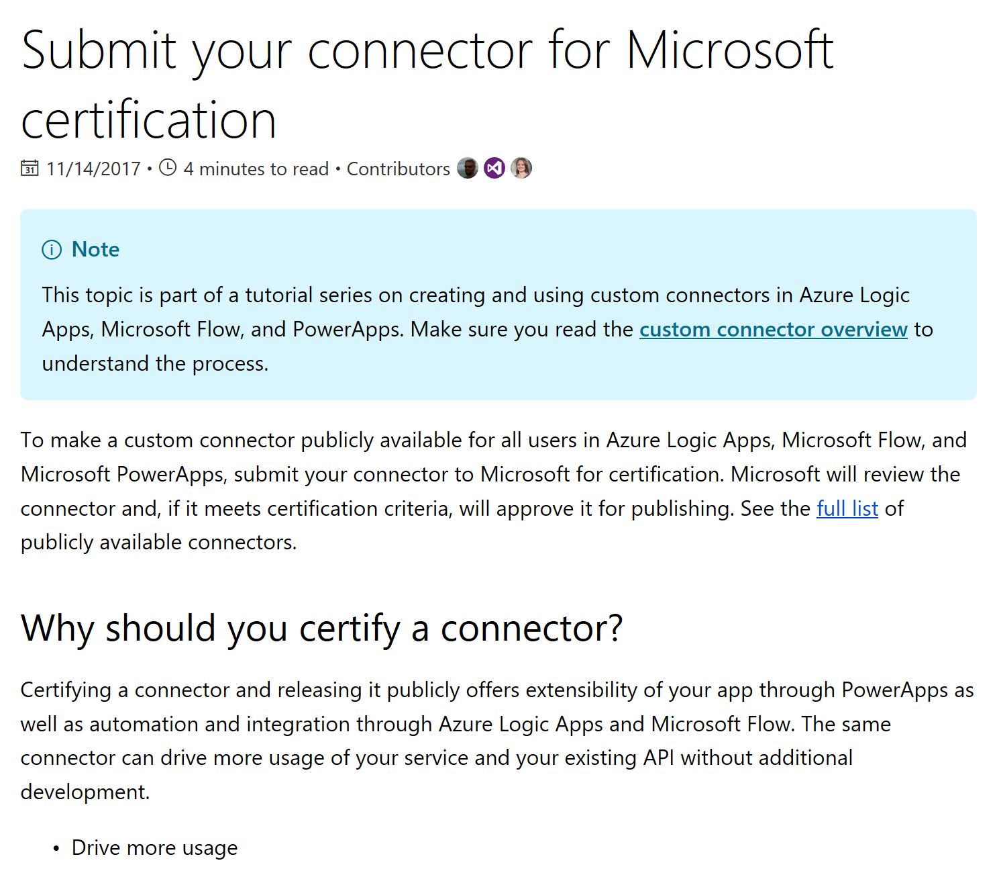 Submit your connector for Microsoft
certification
31 11/14/2017 • 4 minutes to read • Contributors
Note
This topic is part of a tutorial series on creating and using custom connectors in Azure Logic
Apps, Microsoft Flow, and PowerApps. Make sure you read the custom connector overview to
understand the process.
To make a custom connector publicly available for all users in Azure Logic Apps, Microsoft Flow, and
Microsoft PowerApps, submit your connector to Microsoft for certification. Microsoft will review the
connector and, if it meets certification criteria, will approve it for publishing. See the full list of
publicly available connectors.
Why should you certify a connector?
Certifying a connector and releasing it publicly offers extensibility of your app through PowerApps as
well as automation and integration through Azure Logic Apps and Microsoft Flow. The same
connector can drive more usage of your service and your existing API without additional
development.
• Drive more usage